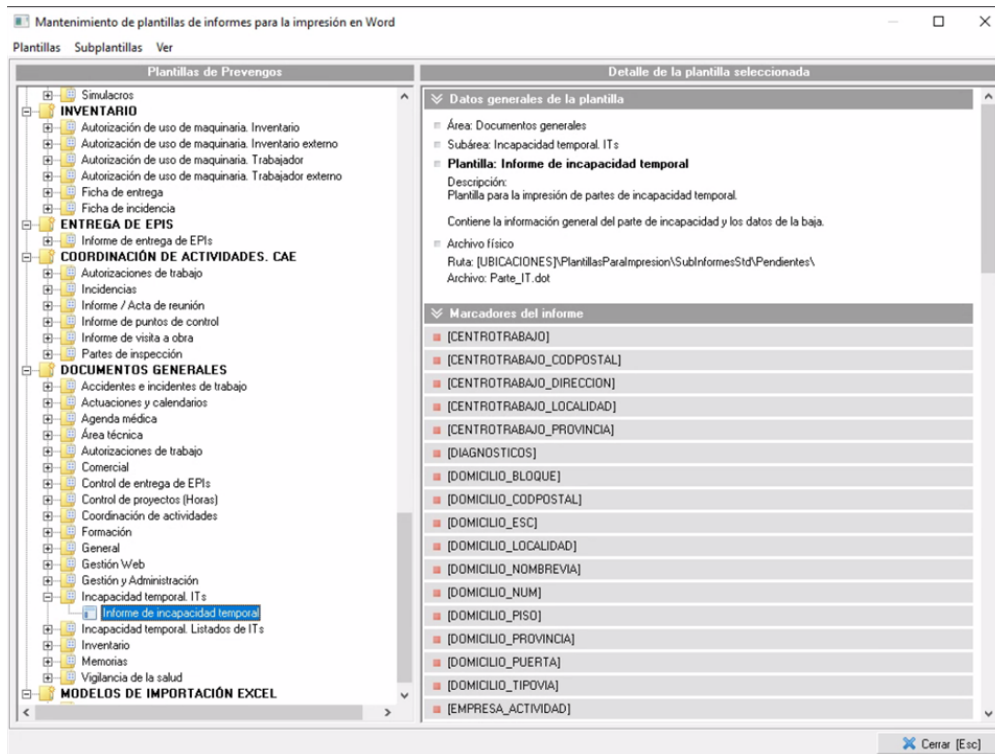 Mantenimiento de plantillas de informes para la impresión en Word
Plantillas Subplantillas Ver
Plantillas de Prevengos
Simulacros
INVENTARIO
Autorización de uso de maquinaria. Inventario
Autorización de uso de maquinaria. Inventario externo
Autorización de uso de maquinaria. Trabajador
Autorización de uso de maquinaria. Trabajador externo
Ficha de entrega
Ficha de incidencia
ENTREGA DE EPIS
Informe de entrega de EPIs
COORDINACIÓN DE ACTIVIDADES. CAE
Autorizaciones de trabajo
Incidencias
Informe / Acta de reunión
Informe de puntos de control
Informe de visita a obra
Partes de inspección
DOCUMENTOS GENERALES
Accidentes e incidentes de trabajo
Actuaciones y calendarios
Agenda médica
Área técnica
Autorizaciones de trabajo
Comercial
Control de entrega de EPIs
Control de proyectos (Horas)
Coordinación de actividades
Formación
General
Gestión Web
Gestión y Administración
Incapacidad temporal. ITs
Informe de incapacidad temporal
Incapacidad temporal. Listados de ITs
Inventario
Memorias
Vigilancia de la salud
MODELOS DE IMPORTACIÓN EXCEL
Detalle de la plantilla seleccionada
Datos generales de la plantilla
Área: Documentos generales
Subárea: Incapacidad temporal. ITs
Plantilla: Informe de incapacidad temporal
Descripción:
Plantilla para la impresión de partes de incapacidad temporal.
Contiene la información general del parte de incapacidad y los datos de la baja.
Archivo físico
Ruta: [UBICACIONES]\PlantillasParaImpresion\SubInformesStd\Pendientes\
Archivo: Parte_IT.dot
Marcadores del informe
[CENTROTRABAJO]
[CENTROTRABAJO_CODPOSTAL]
[CENTROTRABAJO_DIRECCION]
[CENTROTRABAJO_LOCALIDAD]
[CENTROTRABAJO_PROVINCIA]
[DIAGNOSTICOS]
[DOMICILIO_BLOQUE]
[DOMICILIO_CODPOSTAL]
[DOMICILIO_ESC]
[DOMICILIO_LOCALIDAD]
[DOMICILIO_NOMBREVIA]
[DOMICILIO_NUM]
[DOMICILIO_PISO]
[DOMICILIO_PROVINCIA]
[DOMICILIO_PUERTA]
[DOMICILIO_TIPOVIA]
[EMPRESA_ACTIVIDAD]
Cerrar [Esc]